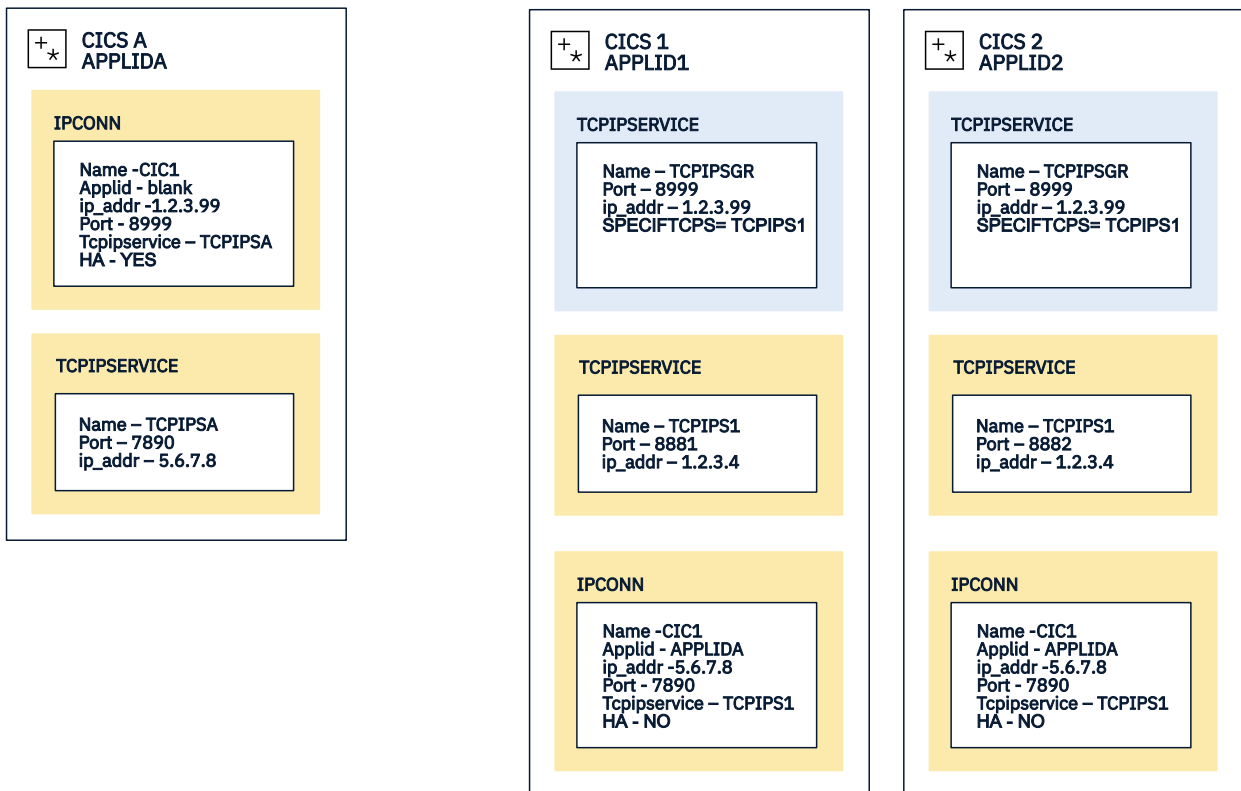 CICS A
APPLIDA
IPCONN
Name -CIC1
Applid - blank
ip_addr -1.2.3.99
Port - 8999
Tcpipservice – TCPIPSA
HA - YES
TCPIPSERVICE
Name – TCPIPSA
Port – 7890
ip_addr – 5.6.7.8
CICS 1
APPLID1
TCPIPSERVICE
Name – TCPIPSGR
Port – 8999
ip_addr – 1.2.3.99
SPECIFTCPS= TCPIPS1
TCPIPSERVICE
Name – TCPIPS1
Port – 8881
ip_addr – 1.2.3.4
IPCONN
Name -CIC1
Applid - APPLIDA
ip_addr -5.6.7.8
Port - 7890
Tcpipservice – TCPIPS1
HA - NO
CICS 2
APPLID2
TCPIPSERVICE
Name – TCPIPSGR
Port – 8999
ip_addr – 1.2.3.99
SPECIFTCPS= TCPIPS1
TCPIPSERVICE
Name – TCPIPS1
Port – 8882
ip_addr – 1.2.3.4
IPCONN
Name -CIC1
Applid - APPLIDA
ip_addr -5.6.7.8
Port - 7890
Tcpipservice – TCPIPS1
HA - NO